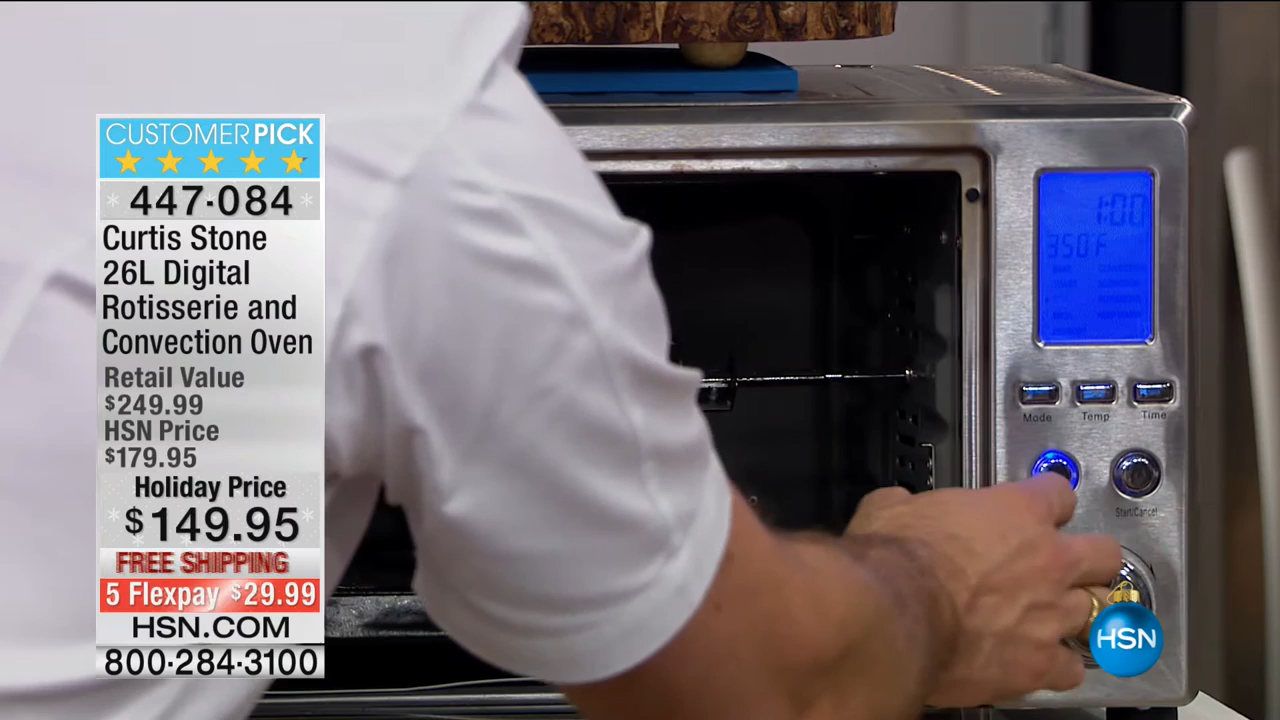 CUSTOMERPICK
447·084
Curtis Stone
26L Digital
Rotisserie and
Convection Oven
Retail Value
$249.99
HSN Price
$179.95
Holiday Price
$149.95
FREE SHIPPING
5 Flexpay $29.99
HSN.COM
800·284·3100
1:00
350°F
Mode Temp Time
Start/Cancel
HSN